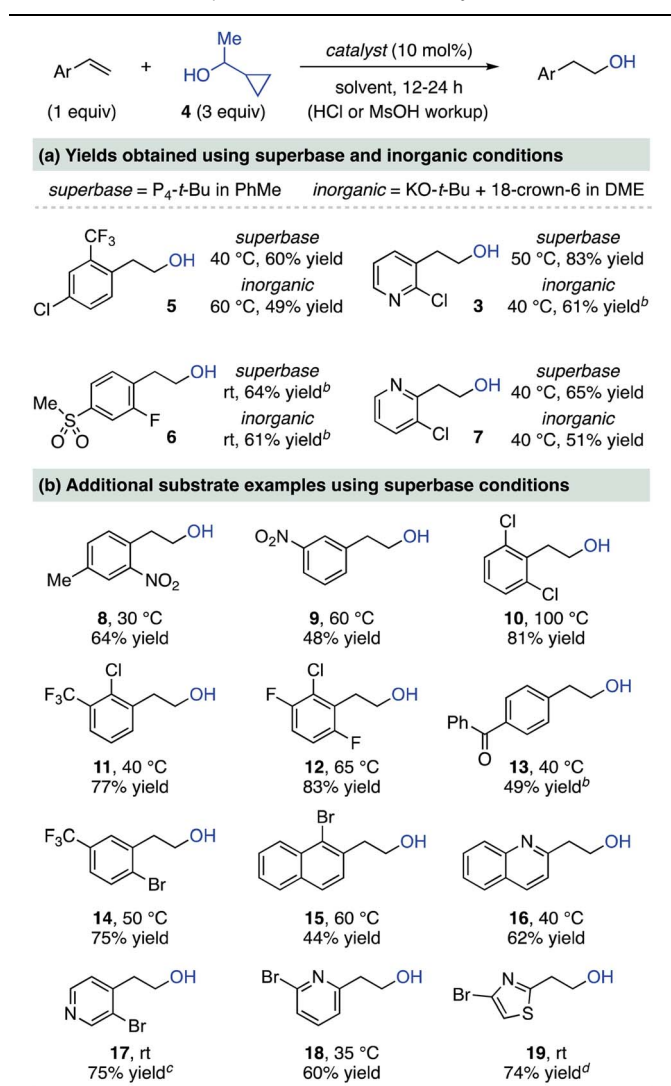 Me
Ar
+
HO
catalyst (10 mol%)
solvent, 12-24 h
(HCl or MsOH workup)
Ar
OH
(1 equiv)
4 (3 equiv)
(a) Yields obtained using superbase and inorganic conditions
superbase = P4-t-Bu in PhMe
inorganic = KO-t-Bu + 18-crown-6 in DME
CF3
OH
Cl
5
superbase
40 °C, 60% yield
inorganic
60 °C, 49% yield
OH
N
Cl
3
superbase
50 °C, 83% yield
inorganic
40 °C, 61% yieldb
OH
Me
S
O O
F
6
superbase
rt, 64% yieldb
inorganic
rt, 61% yieldb
N
OH
Cl
7
superbase
40 °C, 65% yield
inorganic
40 °C, 51% yield
(b) Additional substrate examples using superbase conditions
OH
Me
NO2
8, 30 °C
64% yield
O2N
OH
9, 60 °C
48% yield
Cl
OH
Cl
10, 100 °C
81% yield
Cl
F3C
OH
11, 40 °C
77% yield
Cl
F
OH
F
12, 65 °C
83% yield
OH
Ph
O
13, 40 °C
49% yieldb
F3C
OH
Br
14, 50 °C
75% yield
Br
OH
15, 60 °C
44% yield
N
OH
16, 40 °C
62% yield
OH
N
Br
17, rt
75% yieldc
Br
N
OH
18, 35 °C
60% yield
N
OH
Br
S
19, rt
74% yieldd